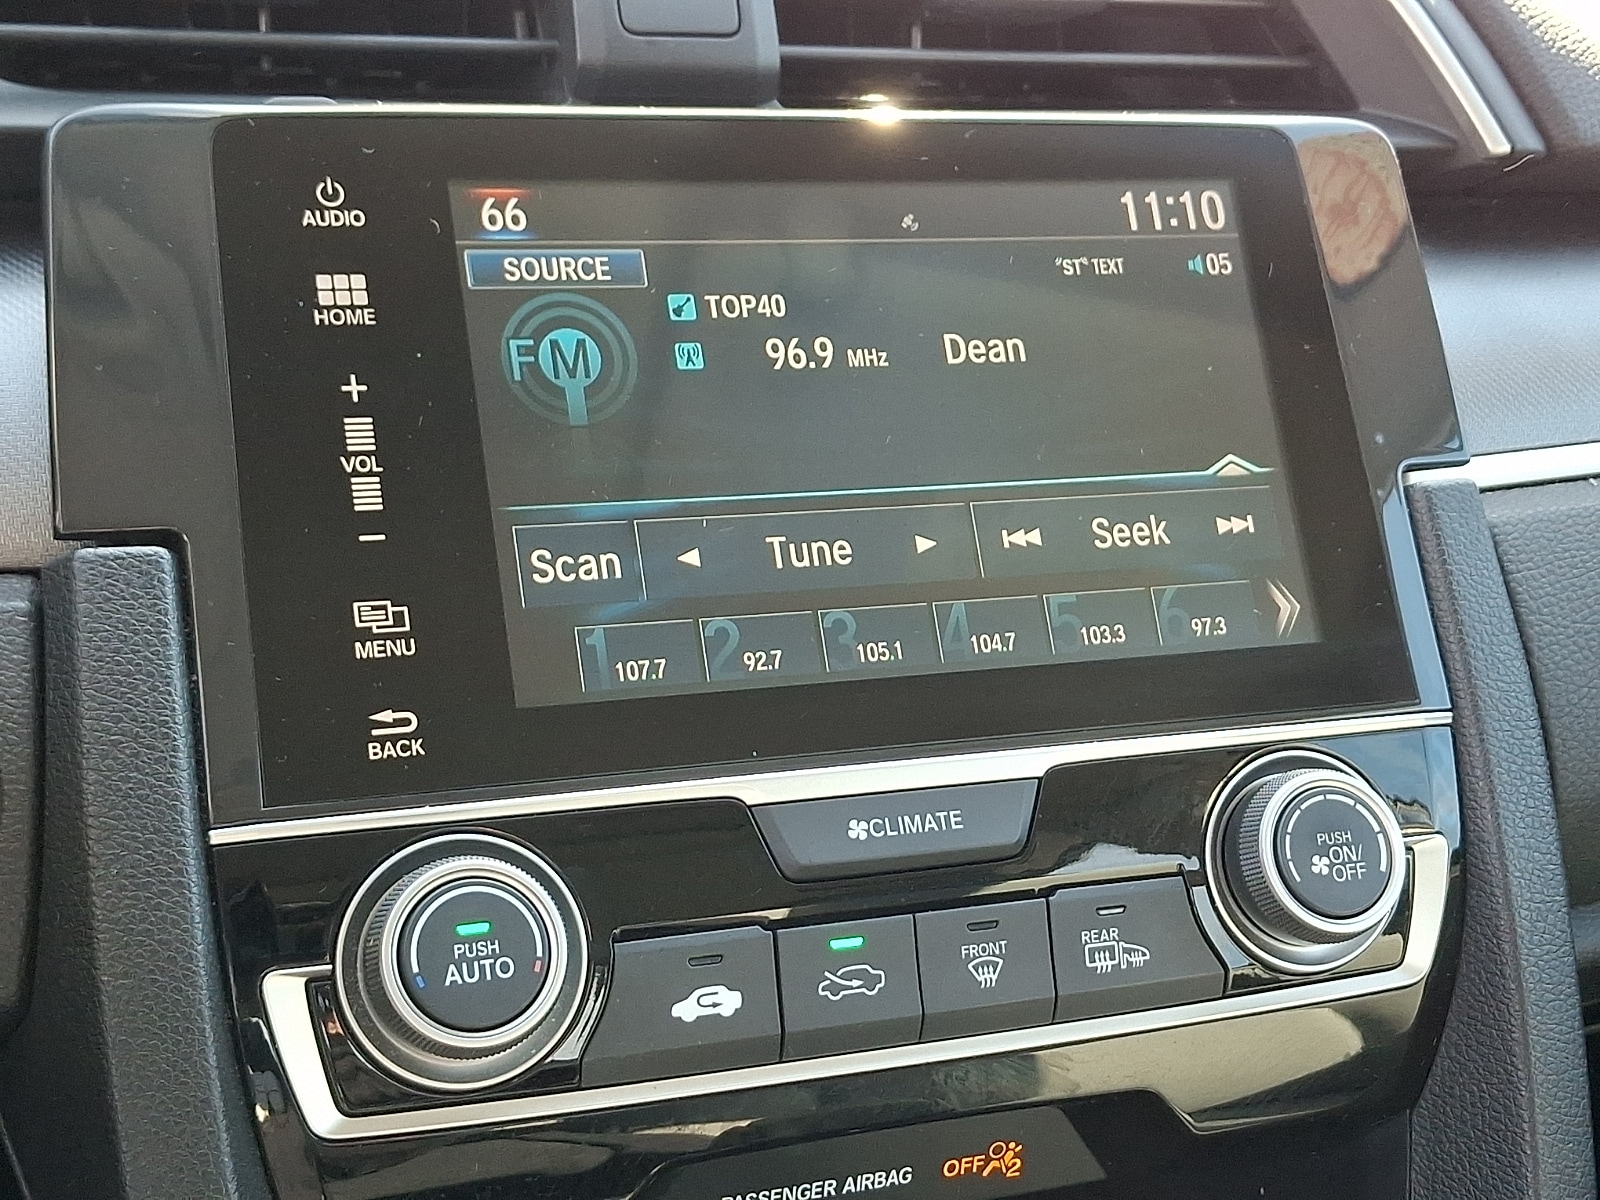 AUDIO
66
11:10
SOURCE
"ST" TEXT
05
HOME
TOP40
FM
96.9 MHz
Dean
+
VOL
-
Scan
Tune
Seek
MENU
1 107.7
2 92.7
3 105.1
4 104.7
5 103.3
6 97.3
BACK
CLIMATE
PUSH
ON/
OFF
PUSH
AUTO
FRONT
REAR
PASSENGER AIRBAG
OFF 2